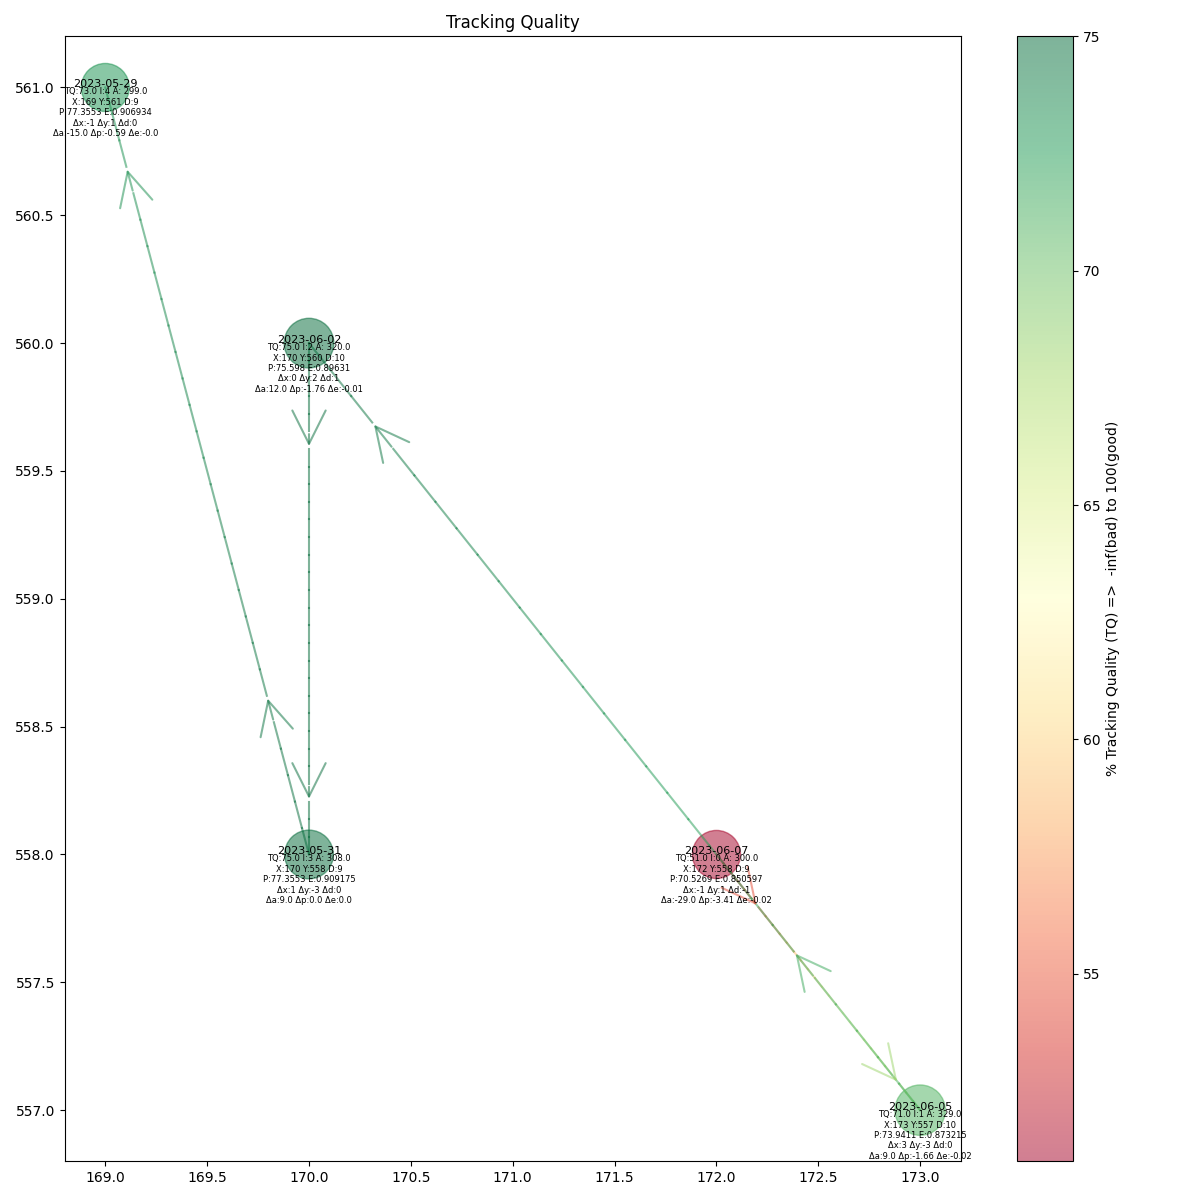 Tracking Quality
561.0
560.5
560.0
559.5
559.0
558.5
558.0
557.5
557.0
2023-05-29
TQ:73.0 I:4 A: 299.0
X:169 Y:561 D:9
P:77.3553 E:0.906934
Δx:-1 Δy:1 Δd:0
Δa:-15.0 Δp:-0.59 Δe:-0.0
2023-06-02
TQ:75.0 I:2 A: 320.0
X:170 Y:560 D:10
P:75.598 E:0.89631
Δx:0 Δy:2 Δd:1
Δa:12.0 Δp:-1.76 Δe:-0.01
2023-05-31
TQ:75.0 I:3 A: 308.0
X:170 Y:558 D:9
P:77.3553 E:0.909175
Δx:1 Δy:-3 Δd:0
Δa:9.0 Δp:0.0 Δe:0.0
2023-06-07
TQ:51.0 I:0 A: 300.0
X:172 Y:558 D:9
P:70.5269 E:0.850597
Δx:-1 Δy:1 Δd:-1
Δa:-29.0 Δp:-3.41 Δe:-0.02
2023-06-05
TQ:71.0 I:1 A: 329.0
X:173 Y:557 D:10
P:73.9411 E:0.873215
Δx:3 Δy:-3 Δd:0
Δa:9.0 Δp:-1.66 Δe:-0.02
169.0
169.5
170.0
170.5
171.0
171.5
172.0
172.5
173.0
75
70
65
60
55
% Tracking Quality (TQ) =>  -inf(bad) to 100(good)